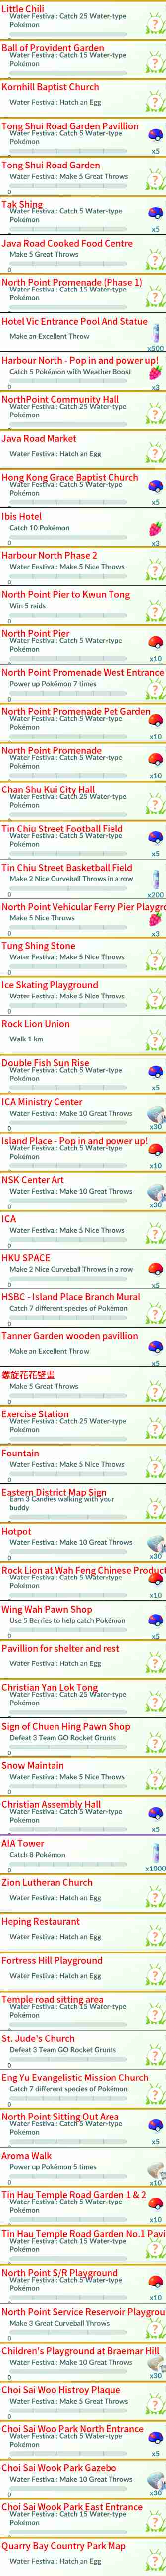 Little Chili
Water Festival: Catch 25 Water-type
Pokémon
Ball of Provident Garden
Water Festival: Catch 15 Water-type
Pokémon
Kornhill Baptist Church
Water Festival: Hatch an Egg
Tong Shui Road Garden Pavillion
Water Festival: Catch 5 Water-type
Pokémon
0
x5
Tong Shui Road Garden
Water Festival: Make 5 Great Throws
0
Tak Shing
Water Festival: Catch 5 Water-type
Pokémon
x5
Java Road Cooked Food Centre
Make 5 Great Throws
0
North Point Promenade (Phase 1)
Water Festival: Catch 15 Water-type
Pokémon
Hotel Vic Entrance Pool And Statue
Make an Excellent Throw
x500
Harbour North - Pop in and power up!
Catch 5 Pokémon with Weather Boost
0
x3
NorthPoint Community Hall
Water Festival: Catch 25 Water-type
Pokémon
Java Road Market
Water Festival: Hatch an Egg
Hong Kong Grace Baptist Church
Water Festival: Catch 5 Water-type
Pokémon
0
x5
Ibis Hotel
Catch 10 Pokémon
0
x3
Harbour North Phase 2
Water Festival: Make 5 Nice Throws
0
North Point Pier to Kwun Tong
Win 5 raids
0
North Point Pier
Water Festival: Catch 5 Water-type
Pokémon
0
x10
North Point Promenade West Entrance
Power up Pokémon 7 times
0
North Point Promenade Pet Garden
Water Festival: Catch 5 Water-type
Pokémon
0
x10
North Point Promenade
Water Festival: Catch 5 Water-type
Pokémon
0
x10
Chan Shu Kui City Hall
Water Festival: Catch 25 Water-type
Pokémon
Tin Chiu Street Football Field
Water Festival: Catch 5 Water-type
Pokémon
0
x5
Tin Chiu Street Basketball Field
Make 2 Nice Curveball Throws in a row
0
x200
North Point Vehicular Ferry Pier Playgro
Make 5 Nice Throws
0
x3
Tung Shing Stone
Water Festival: Make 5 Nice Throws
0
Ice Skating Playground
Water Festival: Make 5 Nice Throws
0
Rock Lion Union
Walk 1 km
Double Fish Sun Rise
Water Festival: Catch 5 Water-type
Pokémon
0
x5
ICA Ministry Center
Water Festival: Make 10 Great Throws
0
x30
Island Place - Pop in and power up!
Water Festival: Catch 5 Water-type
Pokémon
0
x10
NSK Center Art
Water Festival: Make 10 Great Throws
0
x30
ICA
Water Festival: Make 5 Nice Throws
0
HKU SPACE
Make 2 Nice Curveball Throws in a row
0
x5
HSBC - Island Place Branch Mural
Catch 7 different species of Pokémon
0
Tanner Garden wooden pavillion
Make an Excellent Throw
x5
螺旋花花壁畫
Make 5 Great Throws
0
Exercise Station
Water Festival: Catch 25 Water-type
Pokémon
Fountain
Water Festival: Make 5 Nice Throws
0
Eastern District Map Sign
Earn 3 Candies walking with your
buddy
0
Hotpot
Water Festival: Make 10 Great Throws
0
x30
Rock Lion at Wah Feng Chinese Product
Water Festival: Catch 5 Water-type
Pokémon
0
x10
Wing Wah Pawn Shop
Use 5 Berries to help catch Pokémon
0
x5
Pavillion for shelter and rest
Water Festival: Hatch an Egg
Christian Yan Lok Tong
Water Festival: Catch 25 Water-type
Pokémon
Sign of Chuen Hing Pawn Shop
Defeat 3 Team GO Rocket Grunts
0
Snow Maintain
Water Festival: Make 5 Nice Throws
0
Christian Assembly Hall
Water Festival: Catch 5 Water-type
Pokémon
0
x5
AIA Tower
Catch 8 Pokémon
0
x1000
Zion Lutheran Church
Water Festival: Hatch an Egg
Heping Restaurant
Water Festival: Hatch an Egg
Fortress Hill Playground
Water Festival: Hatch an Egg
Temple road sitting area
Water Festival: Catch 15 Water-type
Pokémon
St. Jude's Church
Defeat 3 Team GO Rocket Grunts
0
Eng Yu Evangelistic Mission Church
Catch 7 different species of Pokémon
0
North Point Sitting Out Area
Water Festival: Catch 5 Water-type
Pokémon
0
x5
Aroma Walk
Power up Pokémon 5 times
0
x10
Tin Hau Temple Road Garden 1 & 2
Water Festival: Catch 5 Water-type
Pokémon
0
x10
Tin Hau Temple Road Garden No.1 Pavi
Water Festival: Catch 15 Water-type
Pokémon
North Point S/R Playground
Water Festival: Catch 5 Water-type
Pokémon
0
x10
North Point Service Reservoir Playgrou
Make 3 Great Curveball Throws
0
Children's Playground at Braemar Hill
Water Festival: Make 10 Great Throws
0
x30
Choi Sai Woo Histroy Plaque
Water Festival: Make 5 Great Throws
0
Choi Sai Woo Park North Entrance
Water Festival: Catch 5 Water-type
Pokémon
0
x5
Choi Sai Wook Park Gazebo
Water Festival: Make 10 Great Throws
0
x30
Choi Sai Wook Park East Entrance
Water Festival: Catch 15 Water-type
Pokémon
Quarry Bay Country Park Map
Water Festival: Hatch an Egg